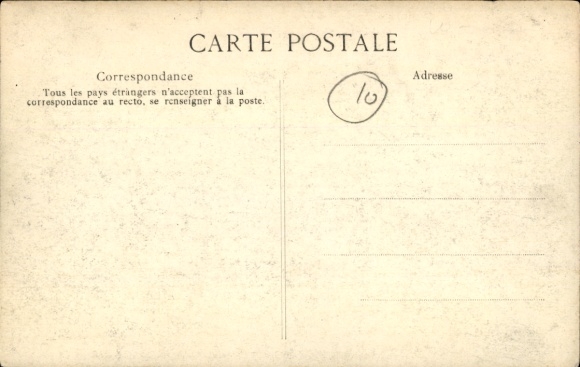 CARTE POSTALE
Correspondance
Tous les pays étrangers n'acceptent pas la
correspondance au recto, se renseigner à la poste.
Adresse
10